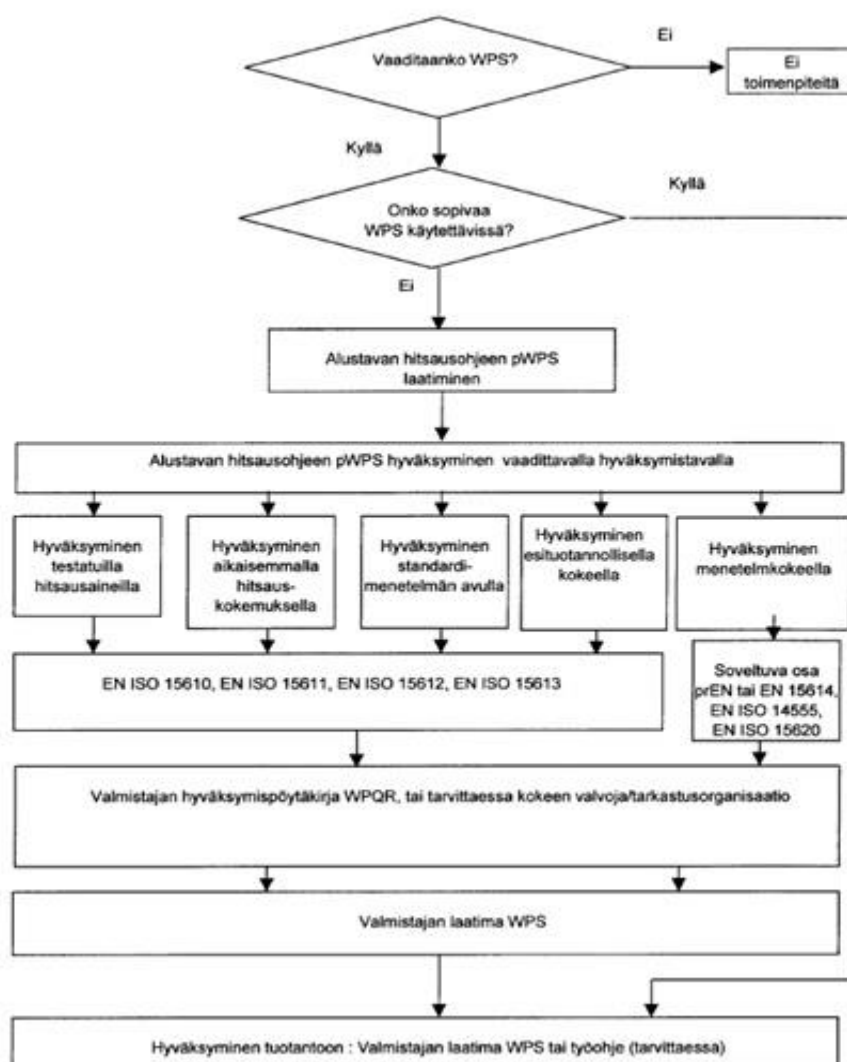 Ei
Vaaditaanko WPS?
Ei
toimenpiteitä
Kyllä
Kyllä
Onko sopivaa
WPS käytettävissä?
Ei
Alustavan hitsausohjeen pWPS
laatiminen
Alustavan hitsausohjeen pWPS hyväksyminen vaadittavalla hyväksymistavalla
Hyväksyminen
testatuilla
hitsausaineilla
Hyväksyminen
aikaisemmalla
hitsaus-
kokemuksella
Hyväksyminen
standardi-
menetelmän avulla
Hyväksyminen
esituotannollisella
kokeella
Hyväksyminen
menetelmkokeella
EN ISO 15610, EN ISO 15611, EN ISO 15612, EN ISO 15613
Soveltuva osa
prEN tai EN 15614,
EN ISO 14555,
EN ISO 15620
Valmistajan hyväksymispöytäkirja WPQR, tai tarvittaessa kokeen valvoja/tarkastusorganisaatio
Valmistajan laatima WPS
Hyväksyminen tuotantoon : Valmistajan laatima WPS tai työohje (tarvittaessa)